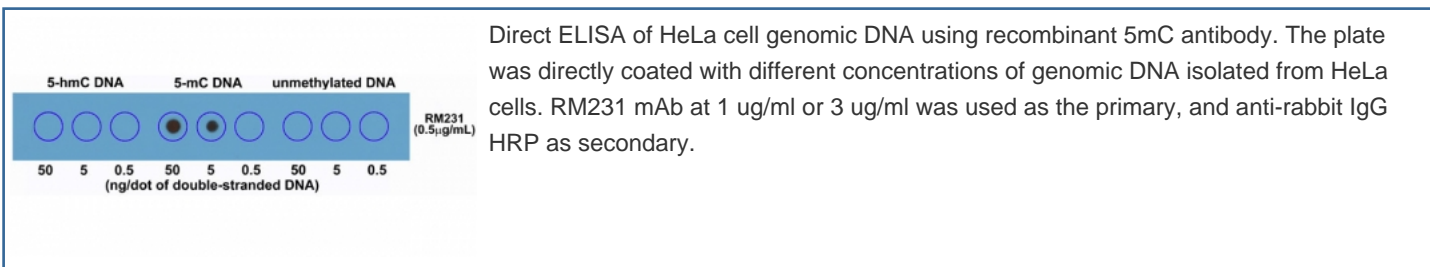 5-hmC DNA 5-mC DNA unmethylated DNA
RM231
(0.5µg/mL)
50 5 0.5 50 5 0.5 50 5 0.5
(ng/dot of double-stranded DNA)
Direct ELISA of HeLa cell genomic DNA using recombinant 5mC antibody. The plate
was directly coated with different concentrations of genomic DNA isolated from HeLa
cells. RM231 mAb at 1 ug/ml or 3 ug/ml was used as the primary, and anti-rabbit IgG
HRP as secondary.